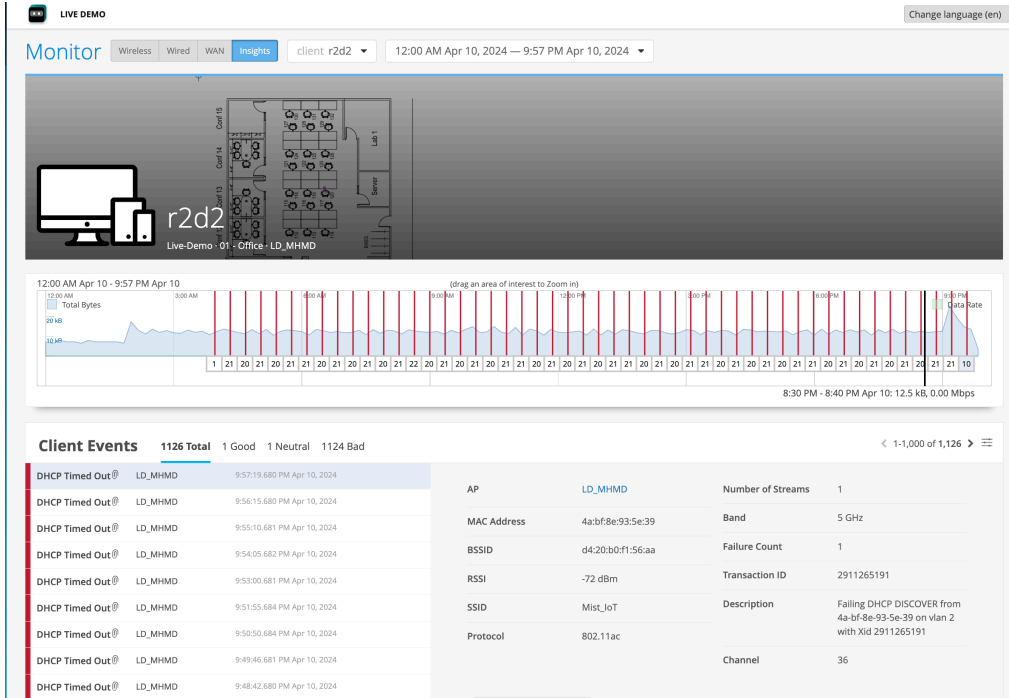 LIVE DEMO
Change language (en)
Monitor Wireless Wired WAN Insights client r2d2 12:00 AM Apr 10, 2024 — 9:57 PM Apr 10, 2024
Conf 15
Conf 14
Conf 13
Lab 1
Server
r2d2
Live-Demo · 01 - Office · LD_MHMD
12:00 AM Apr 10 - 9:57 PM Apr 10 (drag an area of interest to Zoom in)
12:00 AM 3:00 AM 6:00 AM 9:00 AM 12:00 PM 3:00 PM 6:00 PM 9:00 PM
Total Bytes Data Rate
20 kB
10 kB
1 21 20 21 20 21 21 20 21 20 21 20 21 22 20 21 20 21 20 21 21 20 21 20 21 20 21 21 20 21 20 21 20 21 21 20 21 20 21 20 21 20 21 20 21 20 21 21 10
8:30 PM - 8:40 PM Apr 10: 12.5 kB, 0.00 Mbps
Client Events 1126 Total 1 Good 1 Neutral 1124 Bad 1-1,000 of 1,126
DHCP Timed Out LD_MHMD 9:57:19.680 PM Apr 10, 2024
DHCP Timed Out LD_MHMD 9:56:15.680 PM Apr 10, 2024
DHCP Timed Out LD_MHMD 9:55:10.681 PM Apr 10, 2024
DHCP Timed Out LD_MHMD 9:54:05.682 PM Apr 10, 2024
DHCP Timed Out LD_MHMD 9:53:00.681 PM Apr 10, 2024
DHCP Timed Out LD_MHMD 9:51:55.684 PM Apr 10, 2024
DHCP Timed Out LD_MHMD 9:50:50.684 PM Apr 10, 2024
DHCP Timed Out LD_MHMD 9:49:46.681 PM Apr 10, 2024
DHCP Timed Out LD_MHMD 9:48:42.680 PM Apr 10, 2024
AP LD_MHMD
MAC Address 4a:bf:8e:93:5e:39
BSSID d4:20:b0:f1:56:aa
RSSI -72 dBm
SSID Mist_IoT
Protocol 802.11ac
Number of Streams 1
Band 5 GHz
Failure Count 1
Transaction ID 2911265191
Description Failing DHCP DISCOVER from
4a-bf-8e-93-5e-39 on vlan 2
with Xid 2911265191
Channel 36